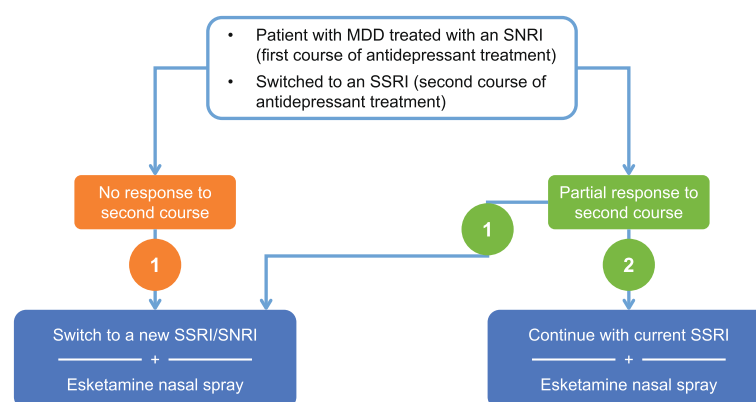 • Patient with MDD treated with an SNRI
(first course of antidepressant treatment)
• Switched to an SSRI (second course of
antidepressant treatment)
No response to
second course
Partial response to
second course
1
1
2
Switch to a new SSRI/SNRI
+
Esketamine nasal spray
Continue with current SSRI
+
Esketamine nasal spray